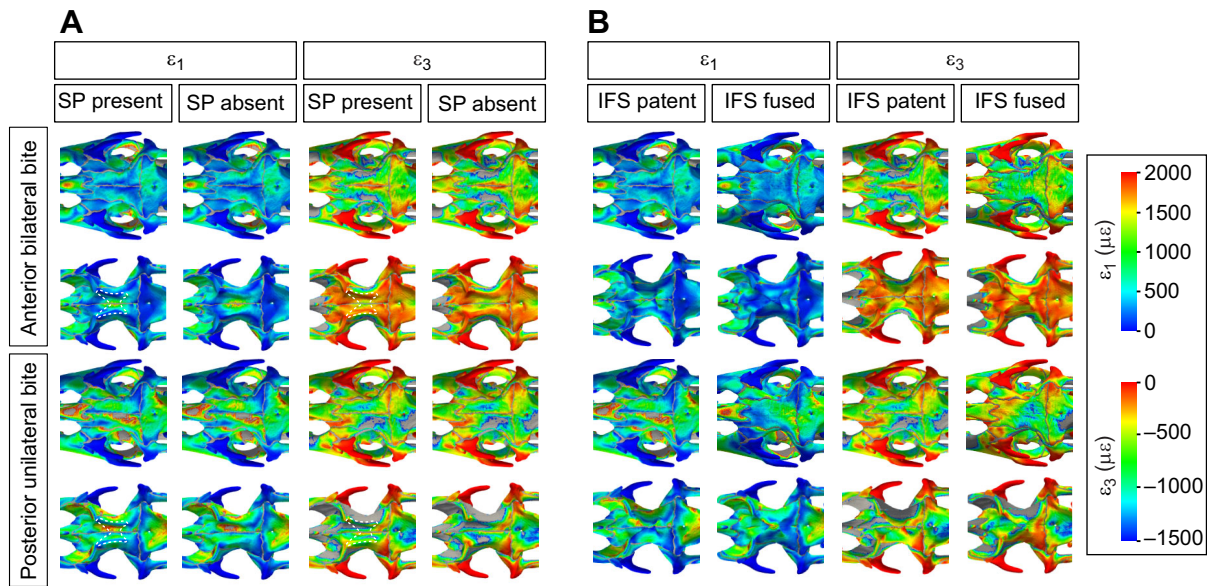 A
B
ε1
ε3
ε1
ε3
SP present
SP absent
SP present
SP absent
IFS patent
IFS fused
IFS patent
IFS fused
Anterior bilateral bite
Posterior unilateral bite
2000
1500
1000
500
0
ε1 (με)
0
−500
−1000
−1500
ε3 (με)